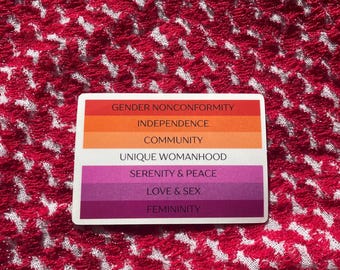 GENDER NONCONFORMITY
INDEPENDENCE
COMMUNITY
UNIQUE WOMANHOOD
SERENITY & PEACE
LOVE & SEX
FEMININITY